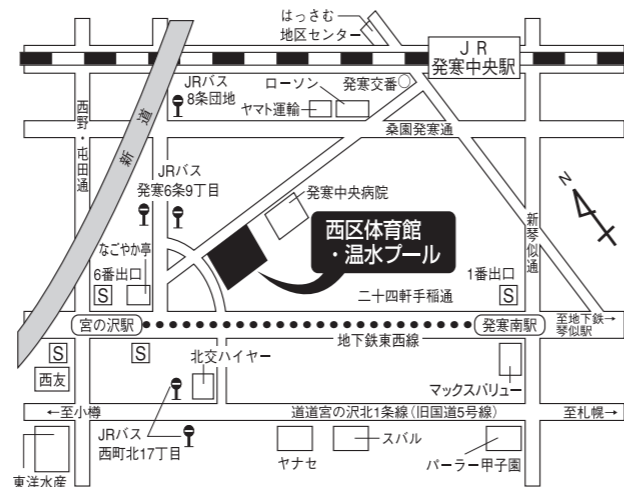 はっさむ
地区センター
JR
発寒中央駅
JRバス
8条団地
ローソン
発寒交番
ヤマト運輸
桑園発寒通
西野・屯田通
新道
JRバス
発寒6条9丁目
発寒中央病院
N
新琴似通
西区体育館
・温水プール
なごやか亭
6番出口
S
1番出口
S
二十四軒手稲通
宮の沢駅
発寒南駅
至地下鉄→
琴似駅
地下鉄東西線
S
S
西友
北交ハイヤー
マックスバリュー
←至小樽
道道宮の沢北1条線(旧国道5号線)
至札幌→
JRバス
西町北17丁目
東洋水産
ヤナセ
スバル
パーラー甲子園